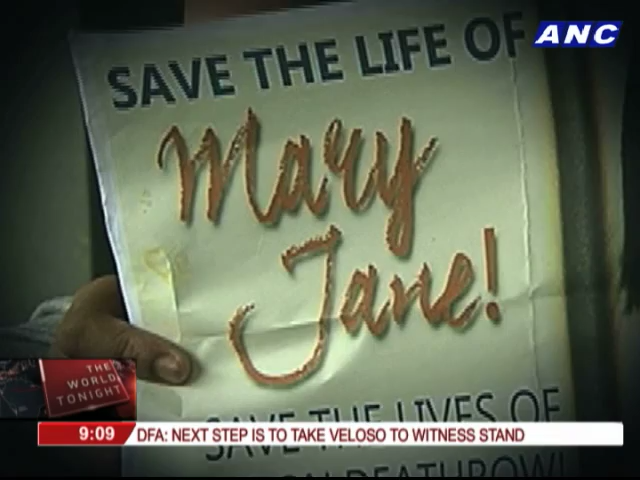 ANC
SAVE THE LIFE OF
Mary
Jane!
SAVE THE LIVES OF
DEATHROW!
THE
WORLD
TONIGHT
9:09 DFA: NEXT STEP IS TO TAKE VELOSO TO WITNESS STAND